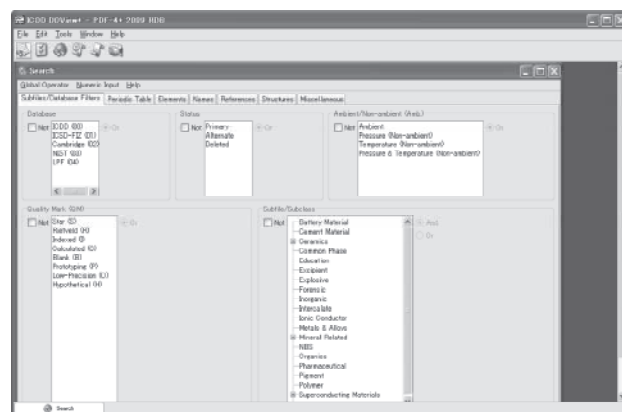 ICDD DDView+ - PDF-4+ 2009 RDB
File Edit Tools Window Help
Search
Global Operator Numeric Input Help
Subfiles/Database Filters Periodic Table Elements Names References Structures Miscellaneous
Database
Not
ICDD (00)
ICSD-FIZ (01)
Cambridge (02)
NIST (03)
LPF (04)
Or
Status
Not
Primary
Alternate
Deleted
Or
Ambient/Non-ambient (Amb.)
Not
Ambient
Pressure (Non-ambient)
Temperature (Non-ambient)
Pressure & Temperature (Non-ambient)
Or
Quality Mark (QM)
Not
Star (S)
Rietveld (R)
Indexed (I)
Calculated (C)
Blank (B)
Prototyping (P)
Low-Precision (O)
Hypothetical (H)
Or
Subfile/Subclass
Not
Battery Material
Cement Material
Ceramics
Common Phase
Education
Excipient
Explosive
Forensic
Inorganic
Intercalate
Ionic Conductor
Metals & Alloys
Mineral Related
NBS
Organics
Pharmaceutical
Pigment
Polymer
Superconducting Materials
And
Or
Search